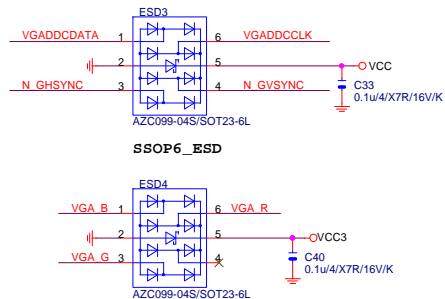 ESD3
VGADDCDATA 1 6 VGADDCCLK
2 5 VCC
N_GHSYNC 3 4 N_GVSYNC
C33
0.1u/4/X7R/16V/K
AZC099-04S/SOT23-6L
SSOP6_ESD
ESD4
VGA_B 1 6 VGA_R
2 5 VCC3
VGA_G 3 4
C40
0.1u/4/X7R/16V/K
AZC099-04S/SOT23-6L